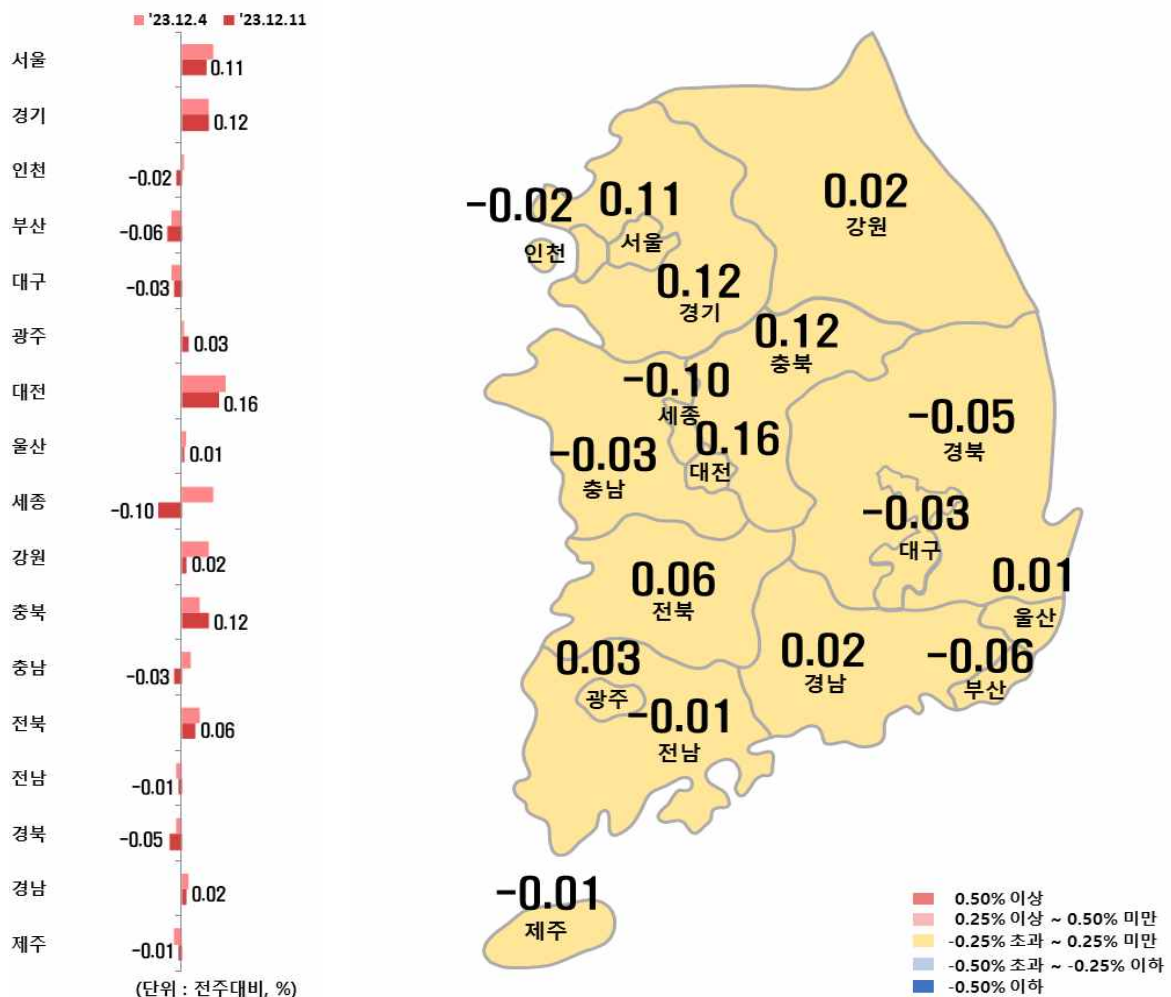 '23.12.4 '23.12.11
서울 0.11
경기 0.12
인천 -0.02
부산 -0.06
대구 -0.03
광주 0.03
대전 0.16
울산 0.01
세종 -0.10
강원 0.02
충북 0.12
충남 -0.03
전북 0.06
전남 -0.01
경북 -0.05
경남 0.02
제주 -0.01
(단위 : 전주대비, %)
-0.02
인천
0.11
서울
0.02
강원
0.12
경기
0.12
충북
-0.10
세종
0.16
대전
-0.03
충남
-0.05
경북
-0.03
대구
0.01
울산
0.06
전북
0.02
경남
-0.06
부산
0.03
광주
-0.01
전남
-0.01
제주
0.50% 이상
0.25% 이상 ~ 0.50% 미만
-0.25% 초과 ~ 0.25% 미만
-0.50% 초과 ~ -0.25% 이하
-0.50% 이하